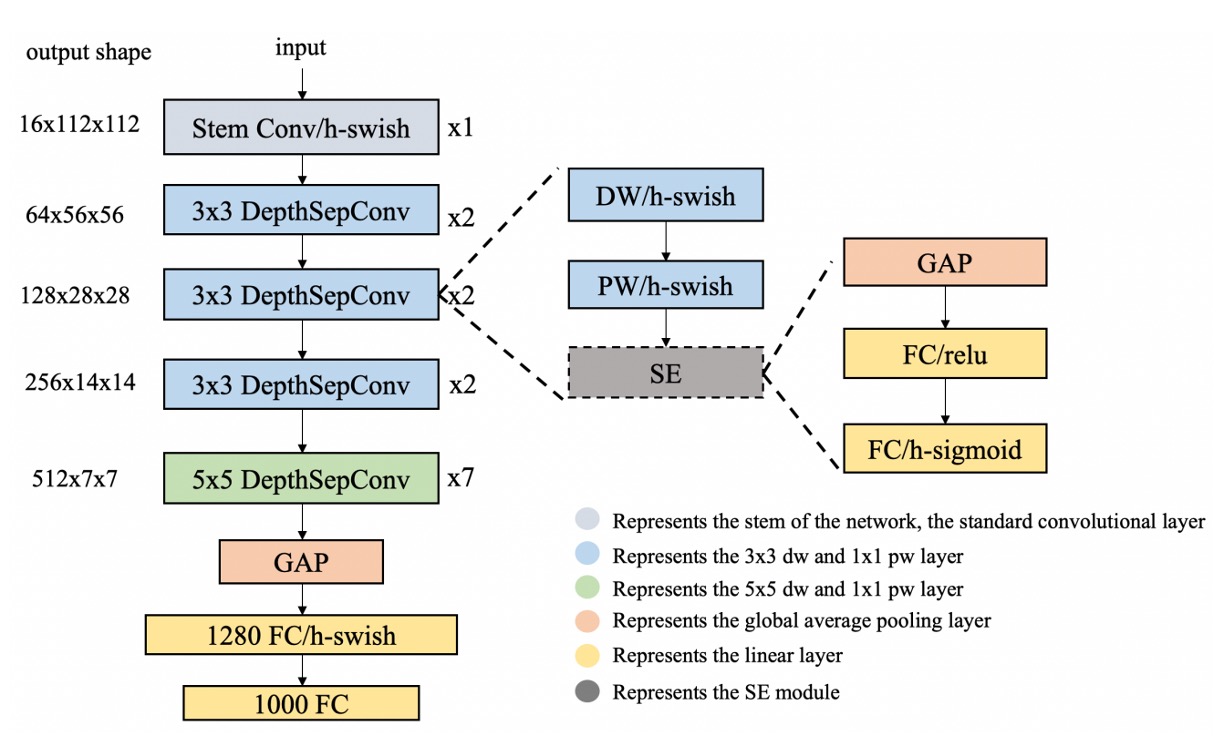 output shape
input
16x112x112
Stem Conv/h-swish
x1
64x56x56
3x3 DepthSepConv
x2
128x28x28
3x3 DepthSepConv
x2
256x14x14
3x3 DepthSepConv
x2
512x7x7
5x5 DepthSepConv
x7
GAP
1280 FC/h-swish
1000 FC
DW/h-swish
PW/h-swish
SE
GAP
FC/relu
FC/h-sigmoid
Represents the stem of the network, the standard convolutional layer
Represents the 3x3 dw and 1x1 pw layer
Represents the 5x5 dw and 1x1 pw layer
Represents the global average pooling layer
Represents the linear layer
Represents the SE module